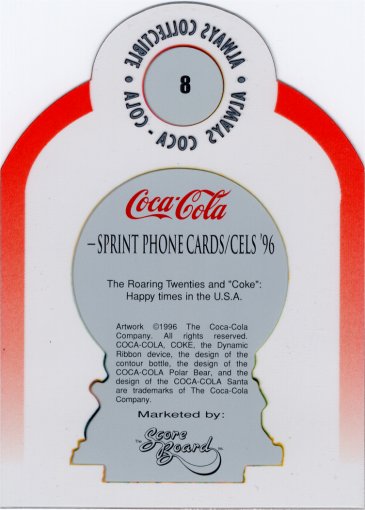 ALWAYS COLLECTIBLE •
ALWAYS COCA-COLA •
8
Coca-Cola
–SPRINT PHONE CARDS/CELS '96
The Roaring Twenties and "Coke":
Happy times in the U.S.A.
Artwork ©1996 The Coca-Cola
Company. All rights reserved.
COCA-COLA, COKE, the Dynamic
Ribbon device, the design of the
contour bottle, the design of the
COCA-COLA Polar Bear, and the
design of the COCA-COLA Santa
are trademarks of The Coca-Cola
Company.
Marketed by:
The Score
Board